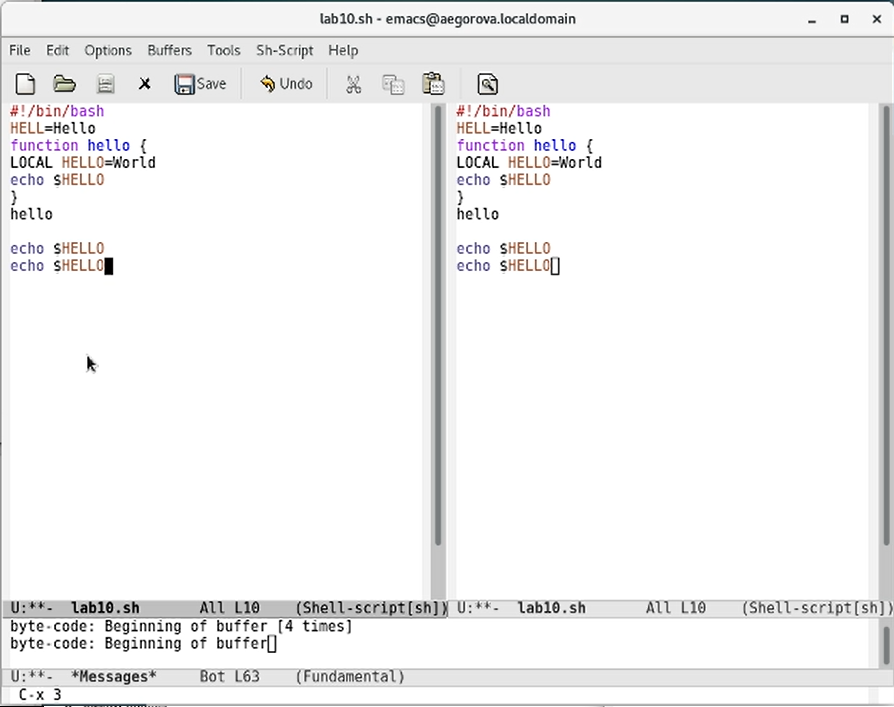 lab10.sh - emacs@aegorova.localdomain
File Edit Options Buffers Tools Sh-Script Help
Save Undo
#!/bin/bash
HELL=Hello
function hello {
LOCAL HELLO=World
echo $HELLO
}
hello
echo $HELLO
echo $HELLO
#!/bin/bash
HELL=Hello
function hello {
LOCAL HELLO=World
echo $HELLO
}
hello
echo $HELLO
echo $HELLO
U:**- lab10.sh All L10 (Shell-script[sh])
U:**- lab10.sh All L10 (Shell-script[sh])
byte-code: Beginning of buffer [4 times]
byte-code: Beginning of buffer
U:**- *Messages* Bot L63 (Fundamental)
C-x 3